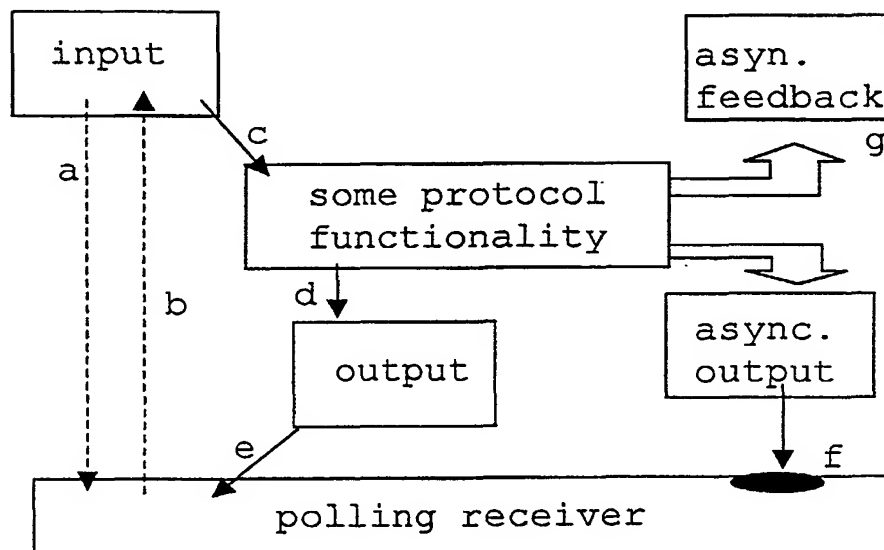 input
asyn.
feedback
g
c
a
some protocol
functionality
d
b
async.
output
output
e
f
polling receiver